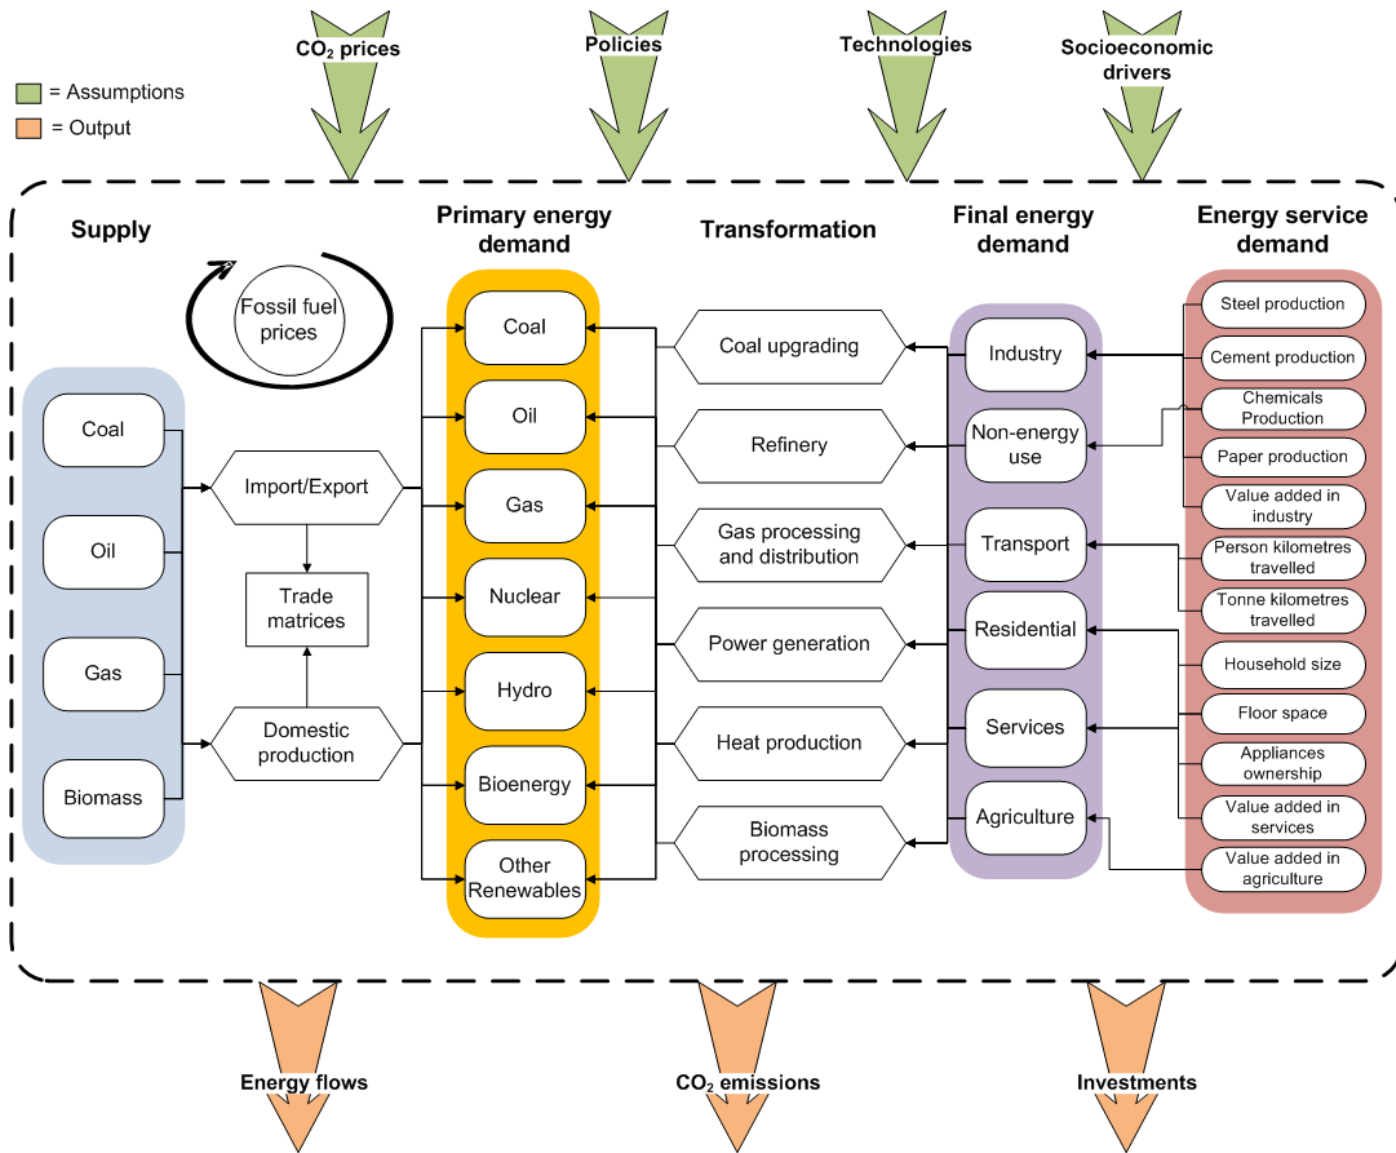 CO₂ prices
Policies
Technologies
Socioeconomic
drivers
= Assumptions
= Output
Supply
Primary energy
demand
Transformation
Final energy
demand
Energy service
demand
Fossil fuel
prices
Coal
Oil
Gas
Biomass
Import/Export
Trade
matrices
Domestic
production
Coal
Oil
Gas
Nuclear
Hydro
Bioenergy
Other
Renewables
Coal upgrading
Refinery
Gas processing
and distribution
Power generation
Heat production
Biomass
processing
Industry
Non-energy
use
Transport
Residential
Services
Agriculture
Steel production
Cement production
Chemicals
Production
Paper production
Value added in
industry
Person kilometres
travelled
Tonne kilometres
travelled
Household size
Floor space
Appliances
ownership
Value added in
services
Value added in
agriculture
Energy flows
CO₂ emissions
Investments